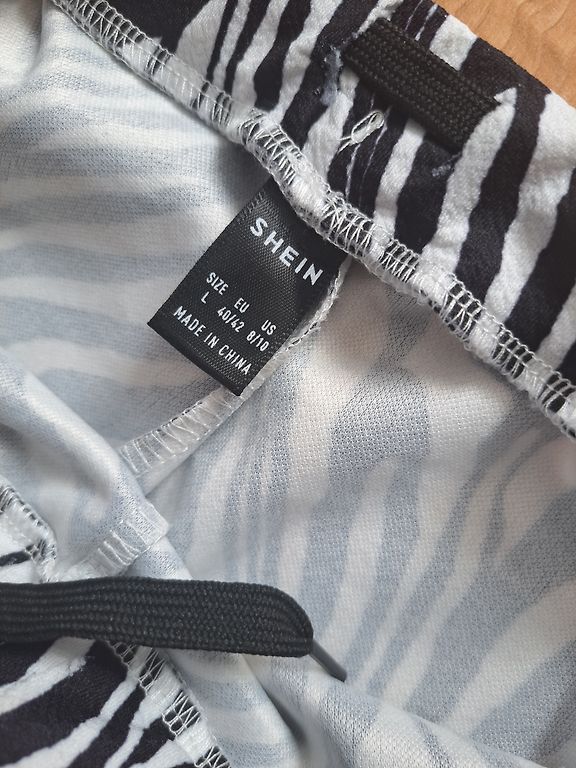 SHEIN
SIZE EU US
L 40/42 8/10
MADE IN CHINA